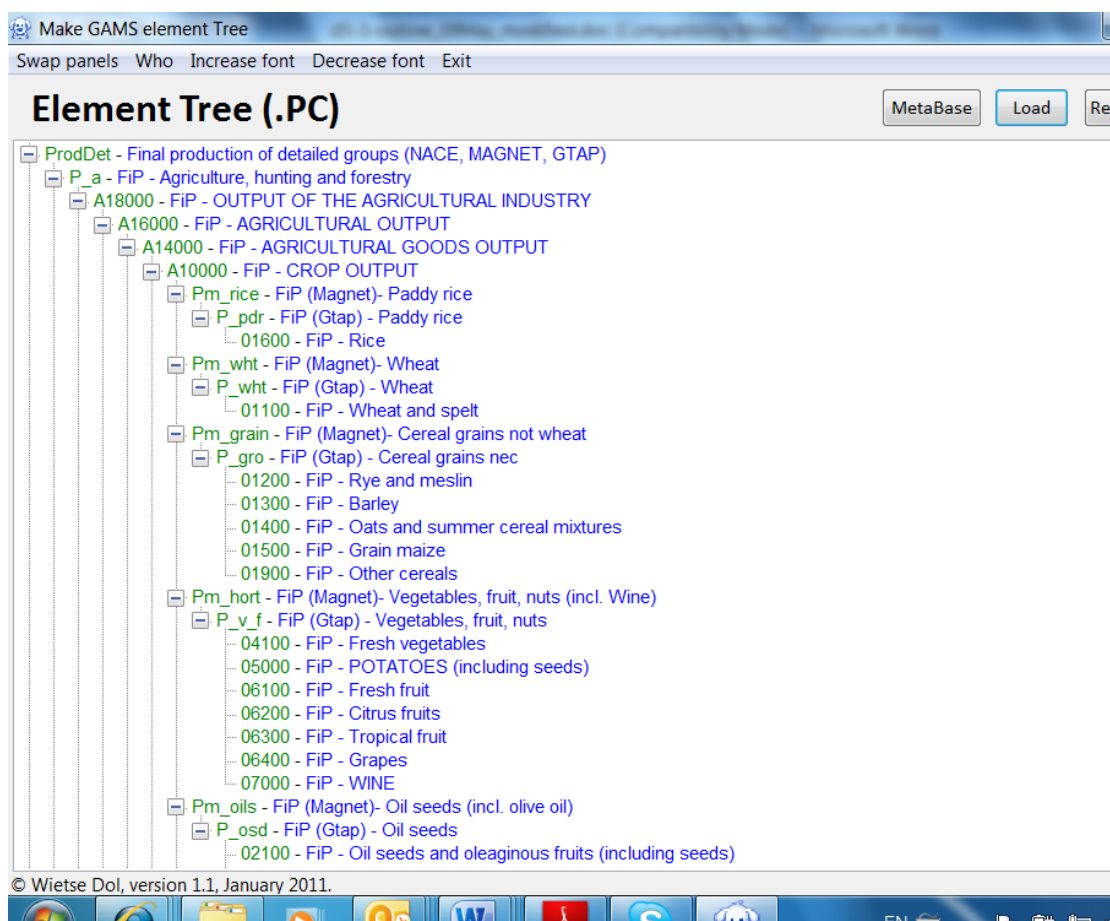 Make GAMS element Tree
Swap panels Who Increase font Decrease font Exit
Element Tree (.PC)
MetaBase Load Re
ProdDet - Final production of detailed groups (NACE, MAGNET, GTAP)
P_a - FiP - Agriculture, hunting and forestry
A18000 - FiP - OUTPUT OF THE AGRICULTURAL INDUSTRY
A16000 - FiP - AGRICULTURAL OUTPUT
A14000 - FiP - AGRICULTURAL GOODS OUTPUT
A10000 - FiP - CROP OUTPUT
Pm_rice - FiP (Magnet)- Paddy rice
P_pdr - FiP (Gtap) - Paddy rice
01600 - FiP - Rice
Pm_wht - FiP (Magnet)- Wheat
P_wht - FiP (Gtap) - Wheat
01100 - FiP - Wheat and spelt
Pm_grain - FiP (Magnet)- Cereal grains not wheat
P_gro - FiP (Gtap) - Cereal grains nec
01200 - FiP - Rye and meslin
01300 - FiP - Barley
01400 - FiP - Oats and summer cereal mixtures
01500 - FiP - Grain maize
01900 - FiP - Other cereals
Pm_hort - FiP (Magnet)- Vegetables, fruit, nuts (incl. Wine)
P_v_f - FiP (Gtap) - Vegetables, fruit, nuts
04100 - FiP - Fresh vegetables
05000 - FiP - POTATOES (including seeds)
06100 - FiP - Fresh fruit
06200 - FiP - Citrus fruits
06300 - FiP - Tropical fruit
06400 - FiP - Grapes
07000 - FiP - WINE
Pm_oils - FiP (Magnet)- Oil seeds (incl. olive oil)
P_osd - FiP (Gtap) - Oil seeds
02100 - FiP - Oil seeds and oleaginous fruits (including seeds)
© Wietse Dol, version 1.1, January 2011.
EN